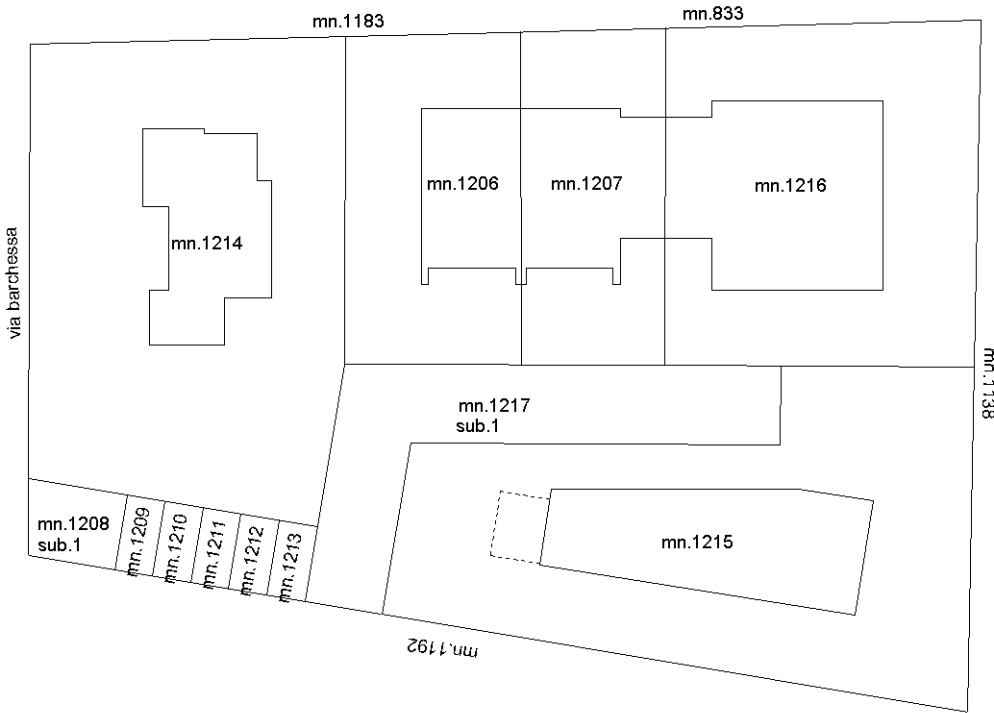 mn.1183
mn.833
mn.1206
mn.1207
mn.1216
mn.1214
via barchessa
mn.1138
mn.1217
sub.1
mn.1208
sub.1
mn.1209
mn.1210
mn.1211
mn.1212
mn.1213
mn.1215
mn.1192